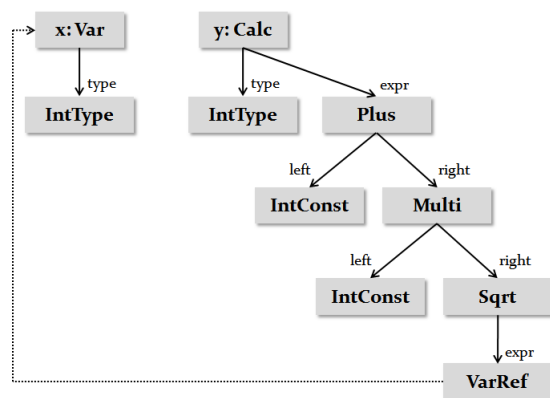 x: Var
y: Calc
type
type
expr
IntType
IntType
Plus
left
right
IntConst
Multi
left
right
IntConst
Sqrt
expr
VarRef